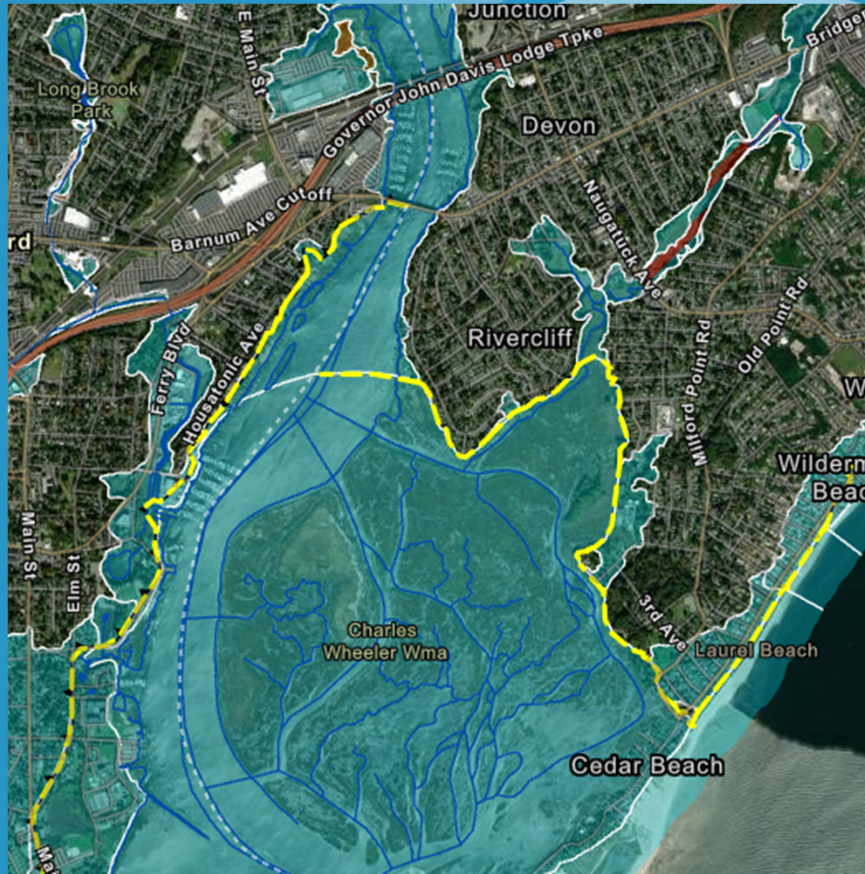 Junction
E Main St
Bridge
Governor John Davis Lodge Tpke
Long Brook
Park
Devon
Barnum Ave Cutoff
Naugatuck Ave
rd
Old Point Rd
Rivercliff
Ferry Blvd
Housatonic Ave
Milford Point Rd
W
Wilderm
Beac
Main St
Elm St
3rd Ave
Charles
Wheeler Wma
Laurel Beach
Cedar Beach
Mai